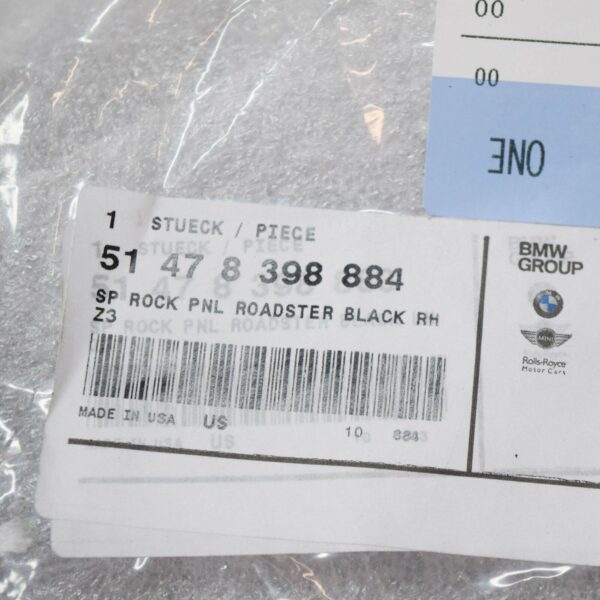 00
00
ONE
1 STUECK / PIECE
51 47 8 398 884
SP ROCK PNL ROADSTER BLACK RH
Z3
MADE IN USA US 10 884
BMW
GROUP
MINI
Rolls-Royce
Motor Cars